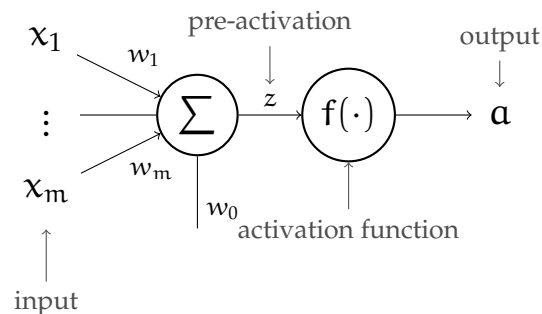 pre-activation
output
x₁
w₁
⋮
∑
z
f(·)
a
wₘ
xₘ
w₀
activation function
input